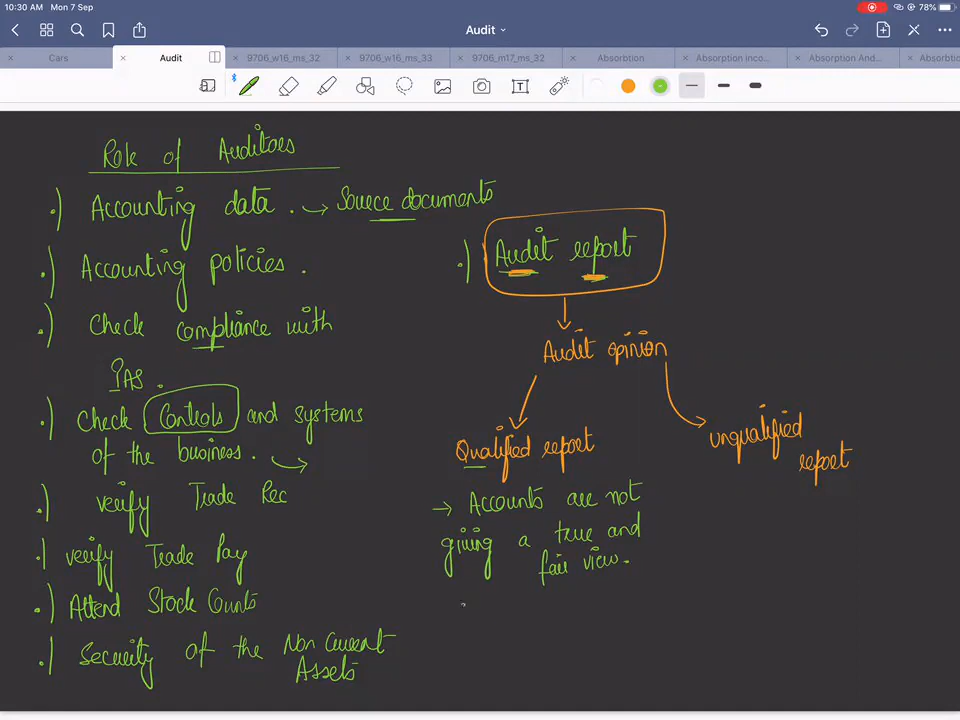 10:30 AM Mon 7 Sep
78%
Audit
Cars
Audit
9706_w16_ms_32
9706_w16_ms_33
9706_m17_ms_32
Absorbtion
Absorption inco...
Absorption And...
Absorbti
Role of Auditors
.) Accounting data . → Source documents
.) Accounting policies .
.) Check compliance with
IAS .
.) Check Controls and systems
of the business .
.) verify Trade Rec
.) verify Trade Pay
.) Attend Stock Counts
.) Security of the Non Current
Assets
.) Audit report
Audit opinion
Qualified report
unqualified
report
→ Accounts are not
giving a true and
fair view .